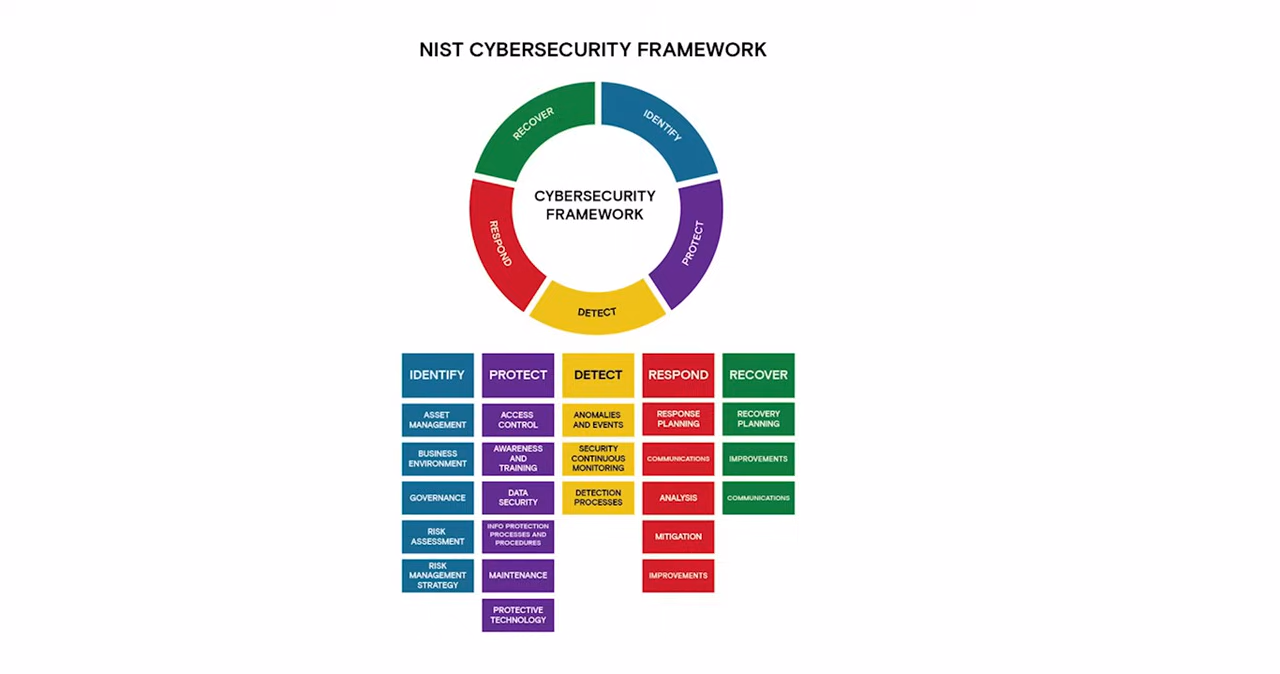 NIST CYBERSECURITY FRAMEWORK
RECOVER
IDENTIFY
CYBERSECURITY
FRAMEWORK
RESPOND
PROTECT
DETECT
IDENTIFY
PROTECT
DETECT
RESPOND
RECOVER
ASSET
MANAGEMENT
ACCESS
CONTROL
ANOMALIES
AND EVENTS
RESPONSE
PLANNING
RECOVERY
PLANNING
BUSINESS
ENVIRONMENT
AWARENESS
AND
TRAINING
SECURITY
CONTINUOUS
MONITORING
COMMUNICATIONS
IMPROVEMENTS
GOVERNANCE
DATA
SECURITY
DETECTION
PROCESSES
ANALYSIS
COMMUNICATIONS
RISK
ASSESSMENT
INFO PROTECTION
PROCESSES AND
PROCEDURES
MITIGATION
RISK
MANAGEMENT
STRATEGY
MAINTENANCE
IMPROVEMENTS
PROTECTIVE
TECHNOLOGY